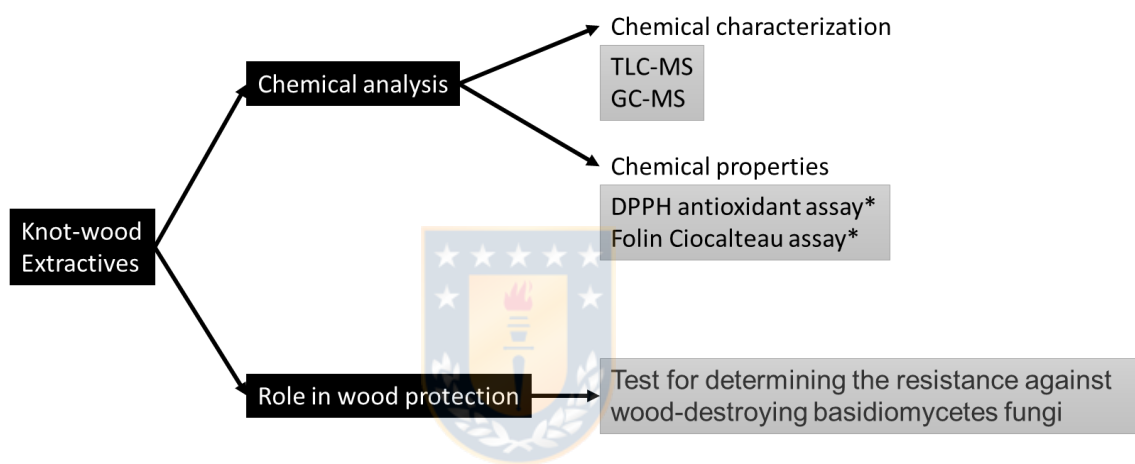 Chemical characterization
TLC-MS
GC-MS
Chemical analysis
Chemical properties
DPPH antioxidant assay*
Folin Ciocalteau assay*
Knot-wood
Extractives
Role in wood protection
Test for determining the resistance against
wood-destroying basidiomycetes fungi